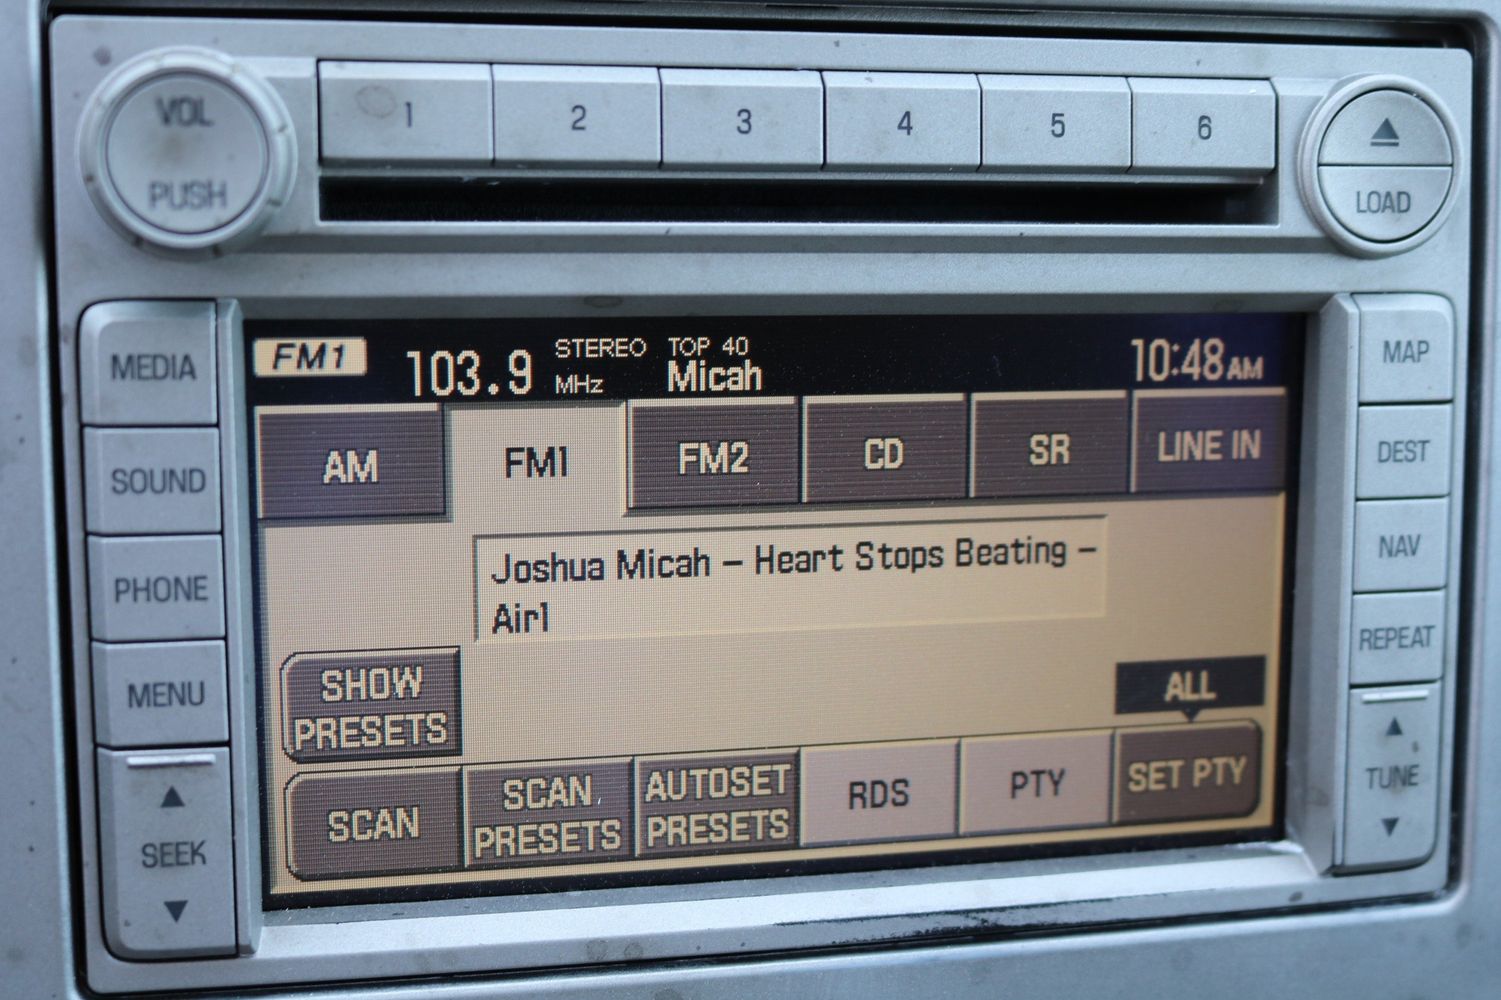 VOL
PUSH
1 2 3 4 5 6
LOAD
MEDIA
SOUND
PHONE
MENU
SEEK
FM1 103.9 STEREO MHz TOP 40 Micah 10:48AM
AM FM1 FM2 CD SR LINE IN
Joshua Micah – Heart Stops Beating –
Air1
SHOW
PRESETS
ALL
SCAN
SCAN
PRESETS
AUTOSET
PRESETS
RDS
PTY
SET PTY
MAP
DEST
NAV
REPEAT
TUNE